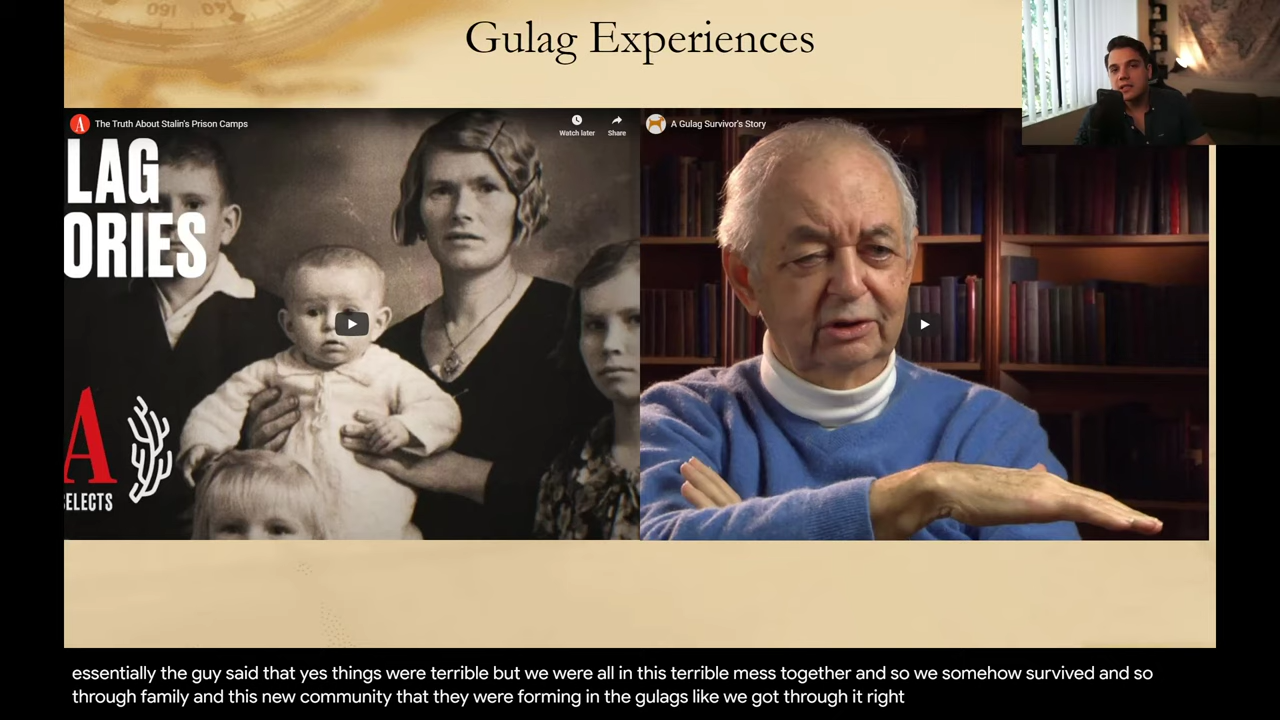 Gulag Experiences
The Truth About Stalin's Prison Camps
Watch later
Share
A Gulag Survivor's Story
LAG
ORIES
A
SELECTS
essentially the guy said that yes things were terrible but we were all in this terrible mess together and so we somehow survived and so
through family and this new community that they were forming in the gulags like we got through it right